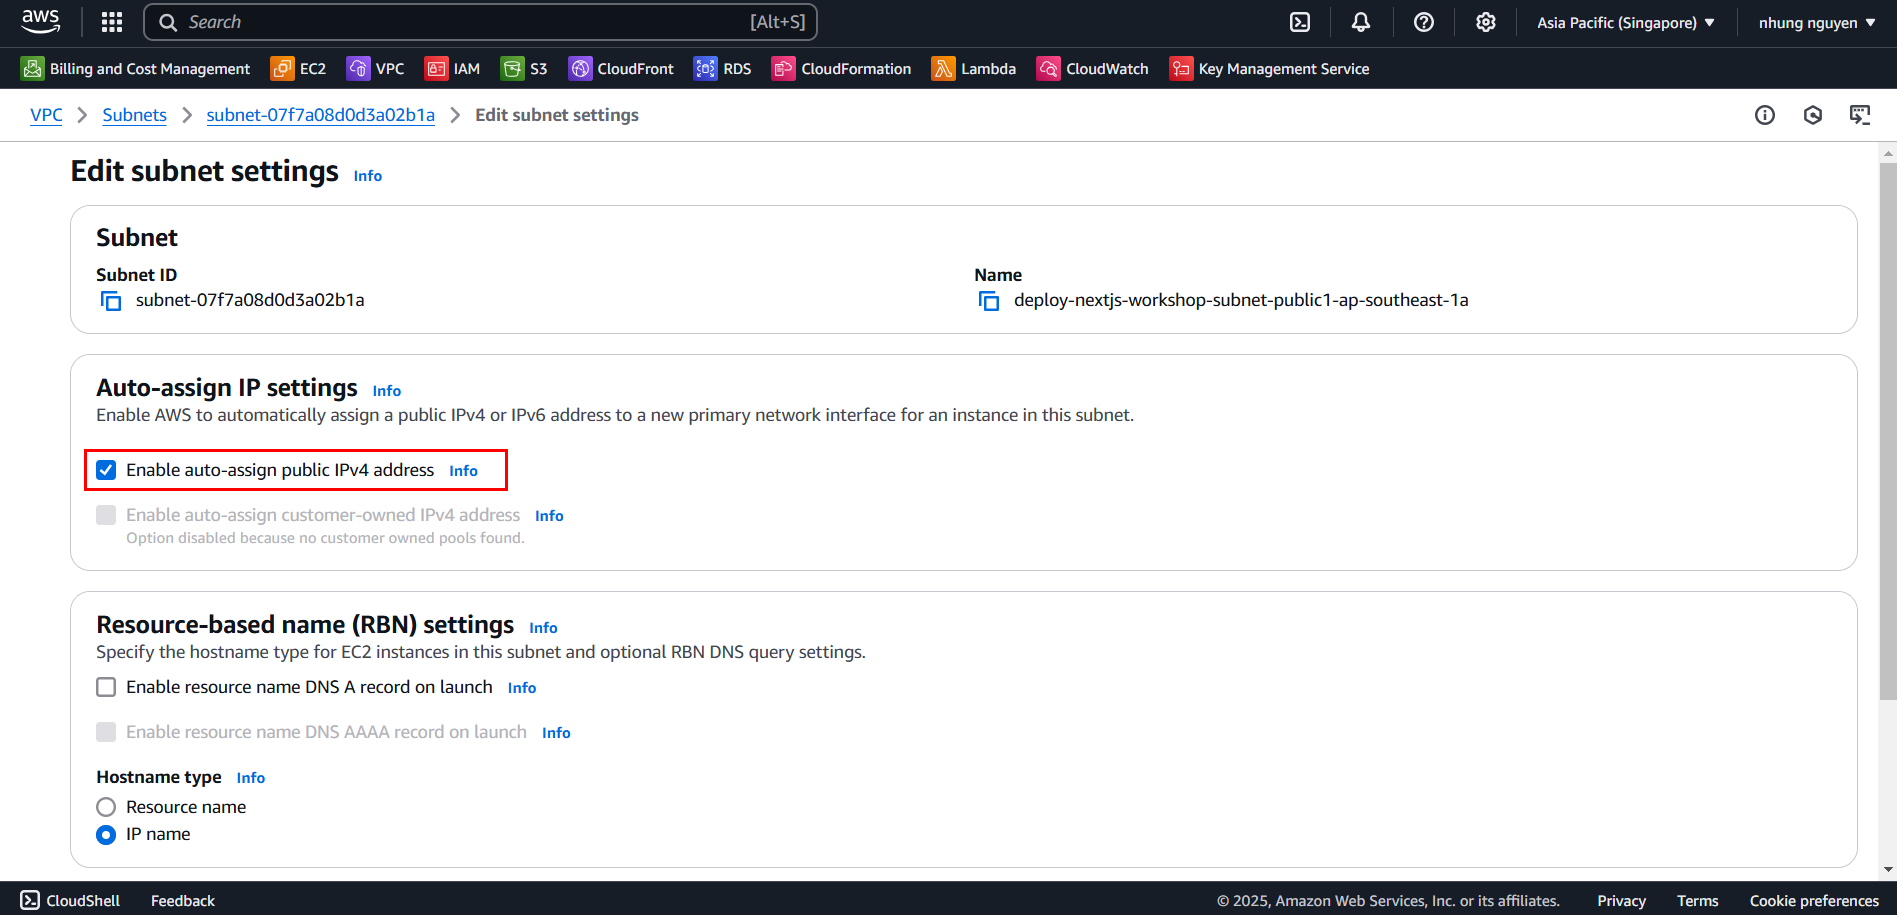 aws Search [Alt+S] Asia Pacific (Singapore) nhung nguyen
Billing and Cost Management EC2 VPC IAM S3 CloudFront RDS CloudFormation Lambda CloudWatch Key Management Service
VPC Subnets subnet-07f7a08d0d3a02b1a Edit subnet settings
Edit subnet settings Info
Subnet
Subnet ID Name
subnet-07f7a08d0d3a02b1a deploy-nextjs-workshop-subnet-public1-ap-southeast-1a
Auto-assign IP settings Info
Enable AWS to automatically assign a public IPv4 or IPv6 address to a new primary network interface for an instance in this subnet.
Enable auto-assign public IPv4 address Info
Enable auto-assign customer-owned IPv4 address Info
Option disabled because no customer owned pools found.
Resource-based name (RBN) settings Info
Specify the hostname type for EC2 instances in this subnet and optional RBN DNS query settings.
Enable resource name DNS A record on launch Info
Enable resource name DNS AAAA record on launch Info
Hostname type Info
Resource name
IP name
CloudShell Feedback © 2025, Amazon Web Services, Inc. or its affiliates. Privacy Terms Cookie preferences